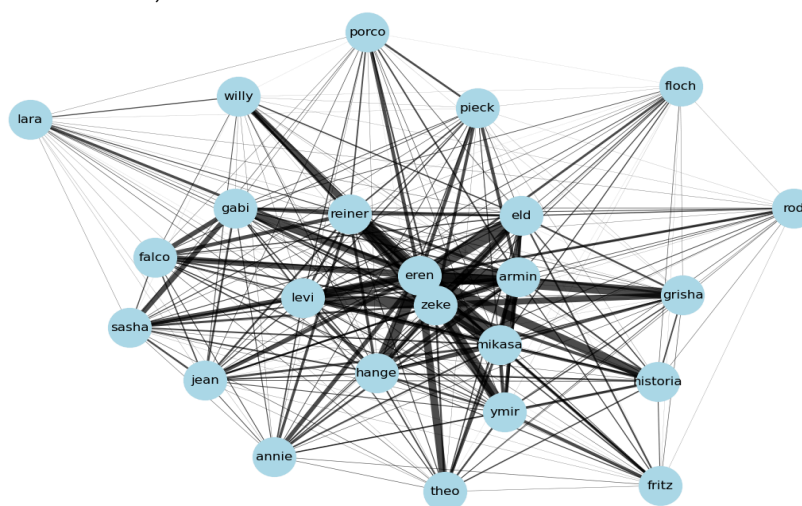 porco
floch
willy
pieck
lara
gabi
rod
reiner
eld
falco
eren
armin
grisha
levi
zeke
sasha
mikasa
hange
jean
historia
ymir
annie
fritz
theo